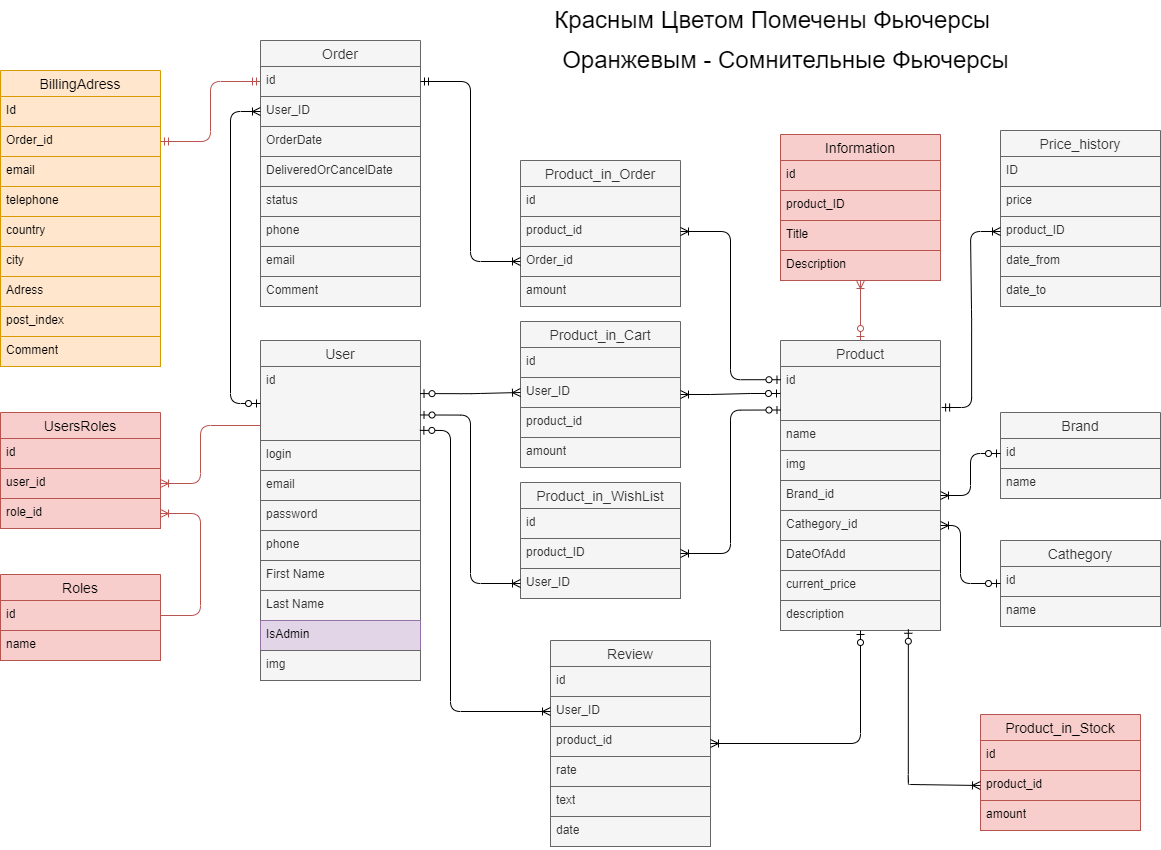 Красным Цветом Помечены Фьючерсы
Оранжевым - Сомнительные Фьючерсы
BillingAdress
Id
Order_id
email
telephone
country
city
Adress
post_index
Comment
UsersRoles
id
user_id
role_id
Roles
id
name
Order
id
User_ID
OrderDate
DeliveredOrCancelDate
status
phone
email
Comment
User
id
login
email
password
phone
First Name
Last Name
IsAdmin
img
Product_in_Order
id
product_id
Order_id
amount
Product_in_Cart
id
User_ID
product_id
amount
Product_in_WishList
id
product_ID
User_ID
Review
id
User_ID
product_id
rate
text
date
Information
id
product_ID
Title
Description
Product
id
name
img
Brand_id
Cathegory_id
DateOfAdd
current_price
description
Price_history
ID
price
product_ID
date_from
date_to
Brand
id
name
Cathegory
id
name
Product_in_Stock
id
product_id
amount